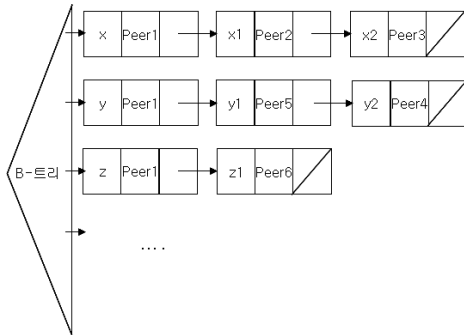 x Peer1 x1 Peer2 x2 Peer3
y Peer1 y1 Peer5 y2 Peer4
B-트리 z Peer1 z1 Peer6
....